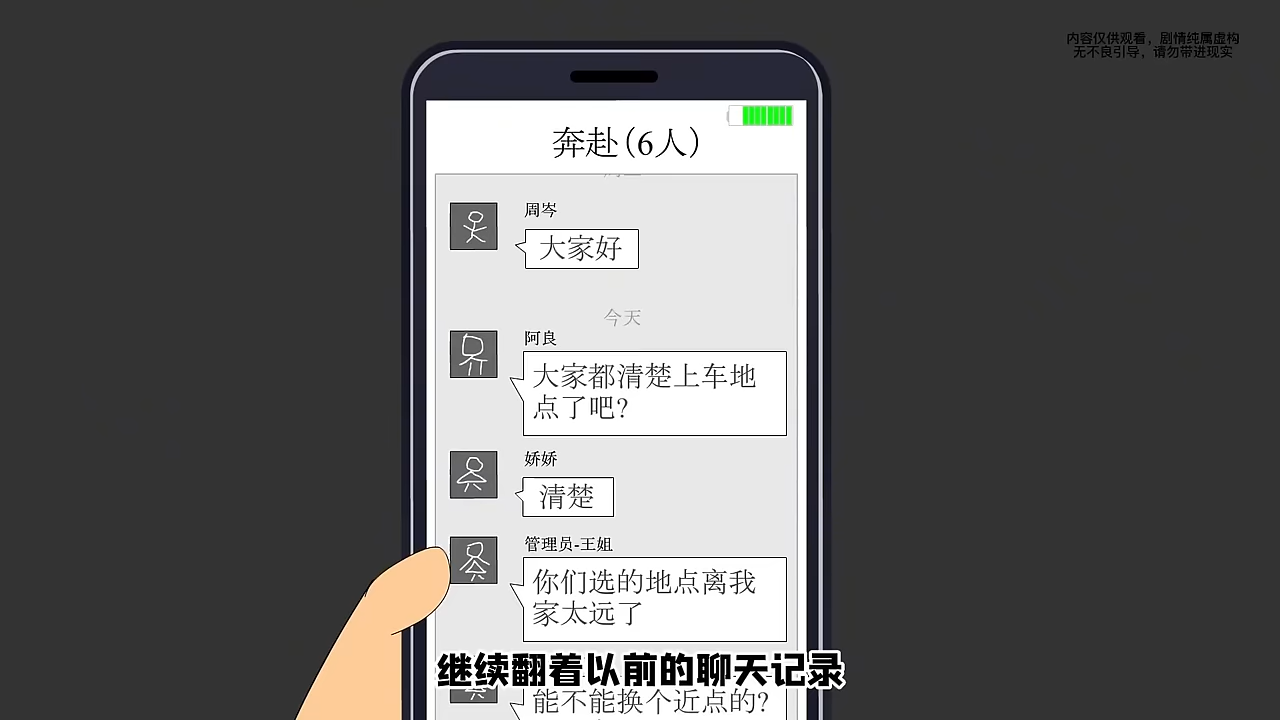 内容仅供观看，剧情纯属虚构
无不良引导，请勿带进现实
奔赴(6人)
周岑
大家好
今天
阿良
大家都清楚上车地
点了吧?
娇娇
清楚
管理员-王姐
你们选的地点离我
家太远了
继续翻着以前的聊天记录
能不能换个近点的?